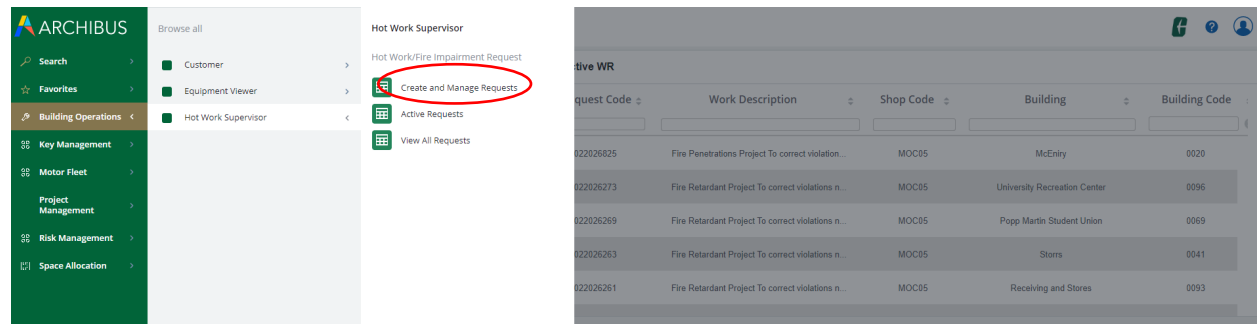 ARCHIBUS
Search
Favorites
Building Operations
Key Management
Motor Fleet
Project
Management
Risk Management
Space Allocation
Browse all
Customer
Equipment Viewer
Hot Work Supervisor
Hot Work Supervisor
Hot Work/Fire Impairment Request
Create and Manage Requests
Active Requests
View All Requests
ctive WR
quest Code Work Description Shop Code Building Building Code
022026825 Fire Penetrations Project To correct violation... MOC05 McEniry 0020
022026273 Fire Retardant Project To correct violations n... MOC05 University Recreation Center 0096
022026269 Fire Retardant Project To correct violations n... MOC05 Popp Martin Student Union 0069
022026263 Fire Retardant Project To correct violations n... MOC05 Storrs 0041
022026261 Fire Retardant Project To correct violations n... MOC05 Receiving and Stores 0093